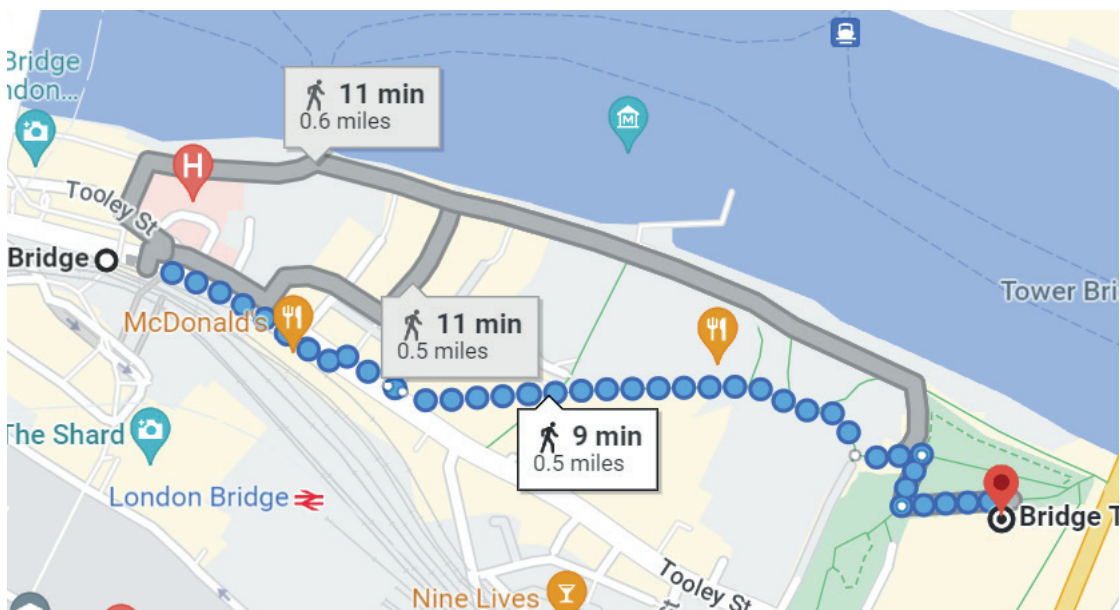 Bridge
ndon...
11 min
0.6 miles
H
M
Tooley St
Bridge
Tower Bri
McDonald's
11 min
0.5 miles
The Shard
9 min
0.5 miles
London Bridge
Bridge T
Tooley St
Nine Lives